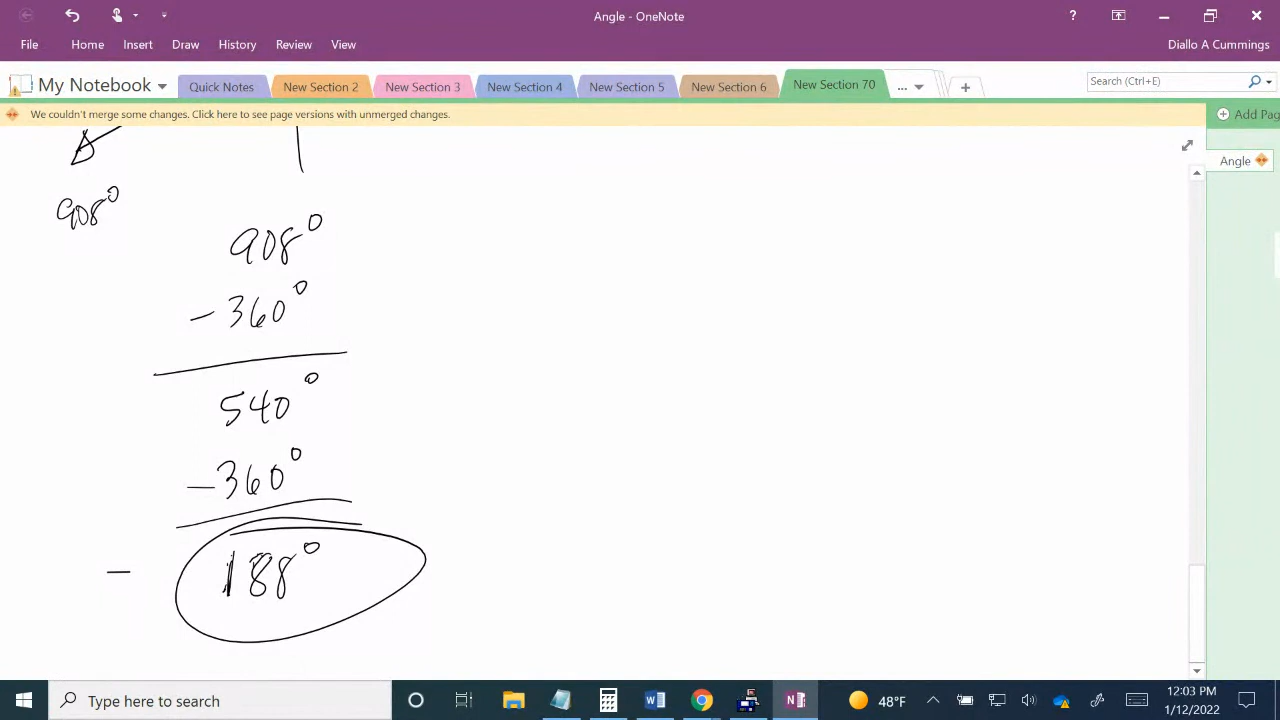 Angle - OneNote
?
File Home Insert Draw History Review View
Diallo A Cummings
My Notebook Quick Notes New Section 2 New Section 3 New Section 4 New Section 5 New Section 6 New Section 70 ... +
Search (Ctrl+E)
We couldn't merge some changes. Click here to see page versions with unmerged changes.
Add Pag
Angle
908°
908°
-360°
540°
-360°
- 188°
Type here to search
48°F
12:03 PM
1/12/2022